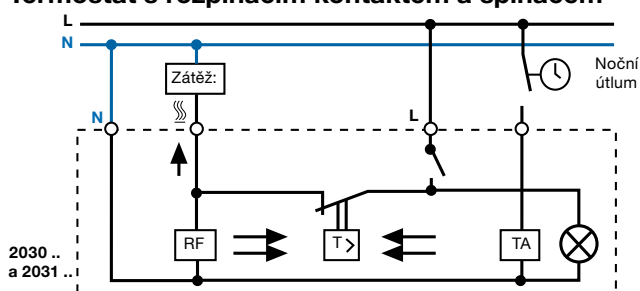 Termostat s rozpínacím kontaktem a spínačem
L
N
Zátěž:
Noční
útlum
N
L
RF
T >
TA
2030 ..
a 2031 ..